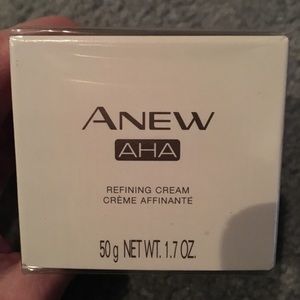 ANEW
AHA
REFINING CREAM
CRÈME AFFINANTE
50 g NET WT. 1.7 OZ.